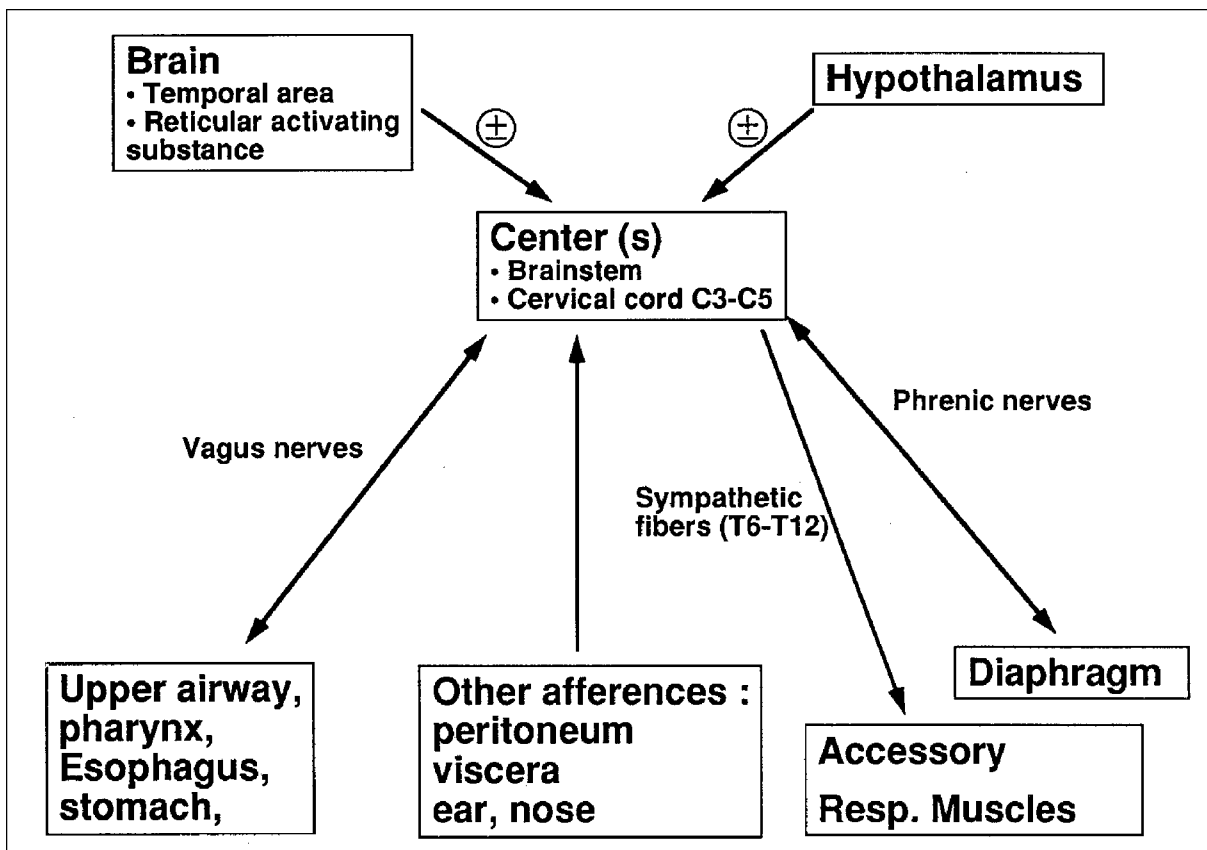 Brain
• Temporal area
• Reticular activating
substance
Hypothalamus
±
±
Center (s)
• Brainstem
• Cervical cord C3-C5
Vagus nerves
Phrenic nerves
Sympathetic
fibers (T6-T12)
Upper airway,
pharynx,
Esophagus,
stomach,
Other afferences :
peritoneum
viscera
ear, nose
Diaphragm
Accessory
Resp. Muscles